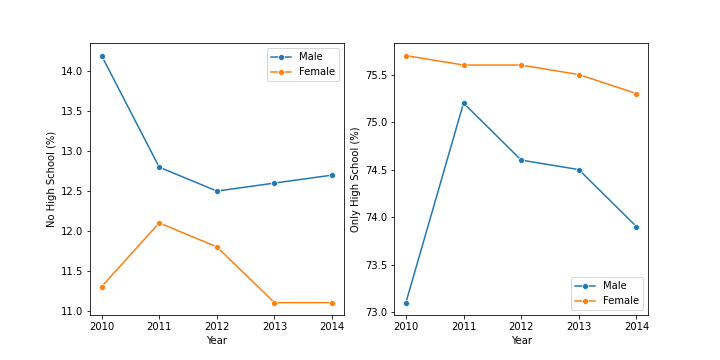 14.0
13.5
13.0
12.5
12.0
11.5
11.0
No High School (%)
2010 2011 2012 2013 2014
Year
Male
Female
75.5
75.0
74.5
74.0
73.5
73.0
Only High School (%)
2010 2011 2012 2013 2014
Year
Male
Female